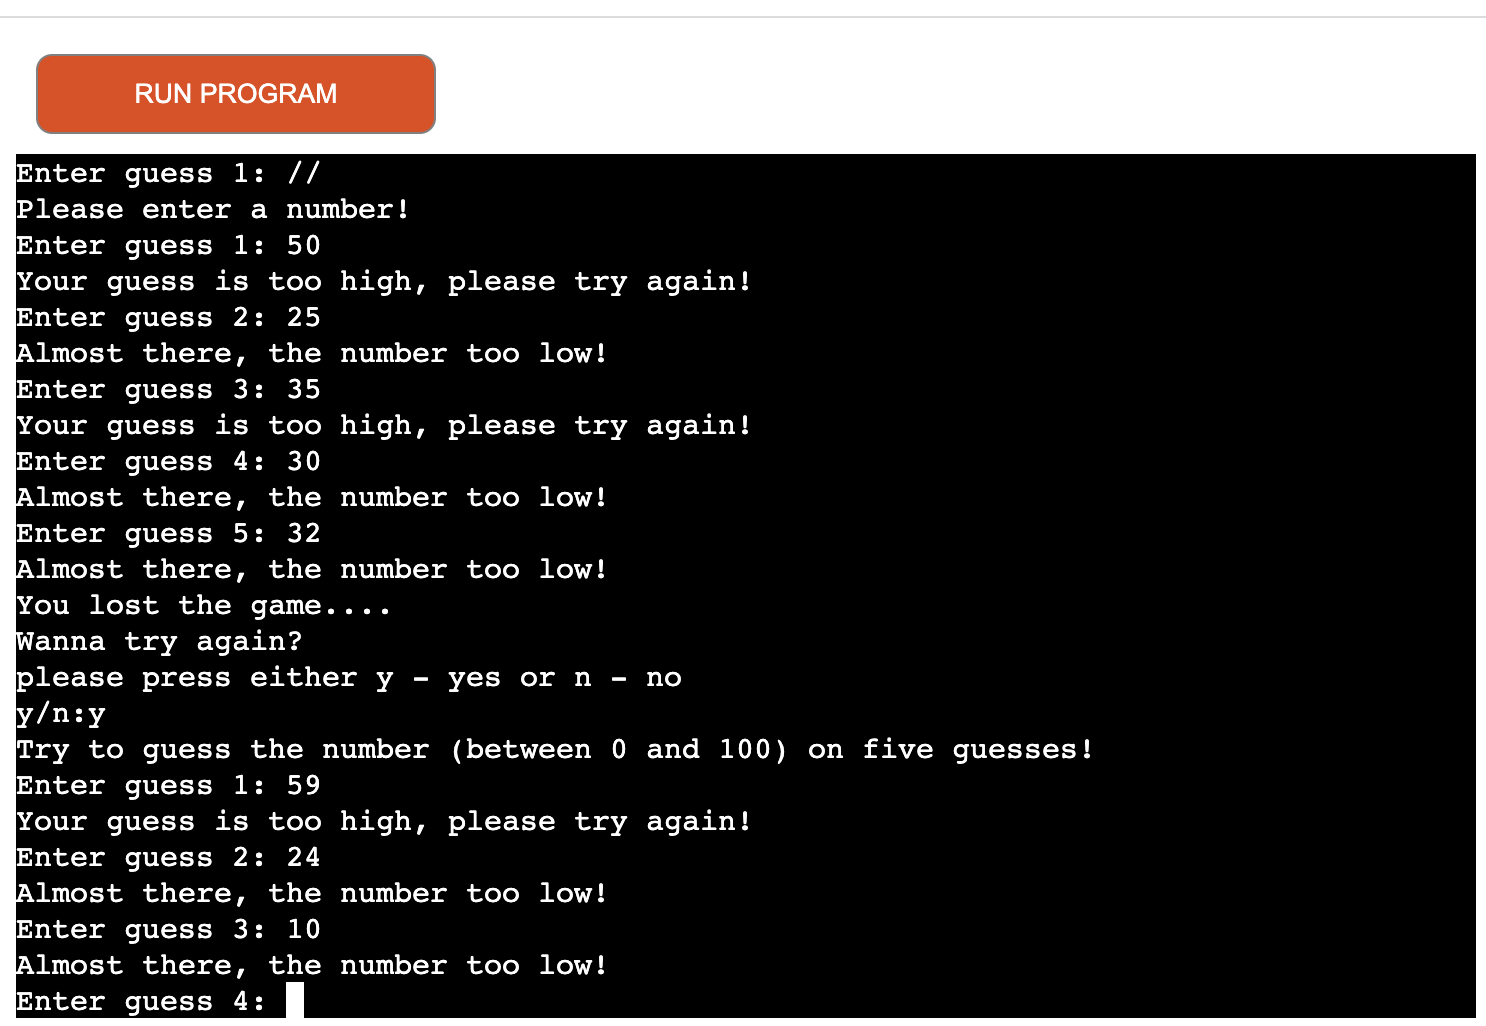 RUN PROGRAM
Enter guess 1: //
Please enter a number!
Enter guess 1: 50
Your guess is too high, please try again!
Enter guess 2: 25
Almost there, the number too low!
Enter guess 3: 35
Your guess is too high, please try again!
Enter guess 4: 30
Almost there, the number too low!
Enter guess 5: 32
Almost there, the number too low!
You lost the game....
Wanna try again?
please press either y - yes or n - no
y/n:y
Try to guess the number (between 0 and 100) on five guesses!
Enter guess 1: 59
Your guess is too high, please try again!
Enter guess 2: 24
Almost there, the number too low!
Enter guess 3: 10
Almost there, the number too low!
Enter guess 4: